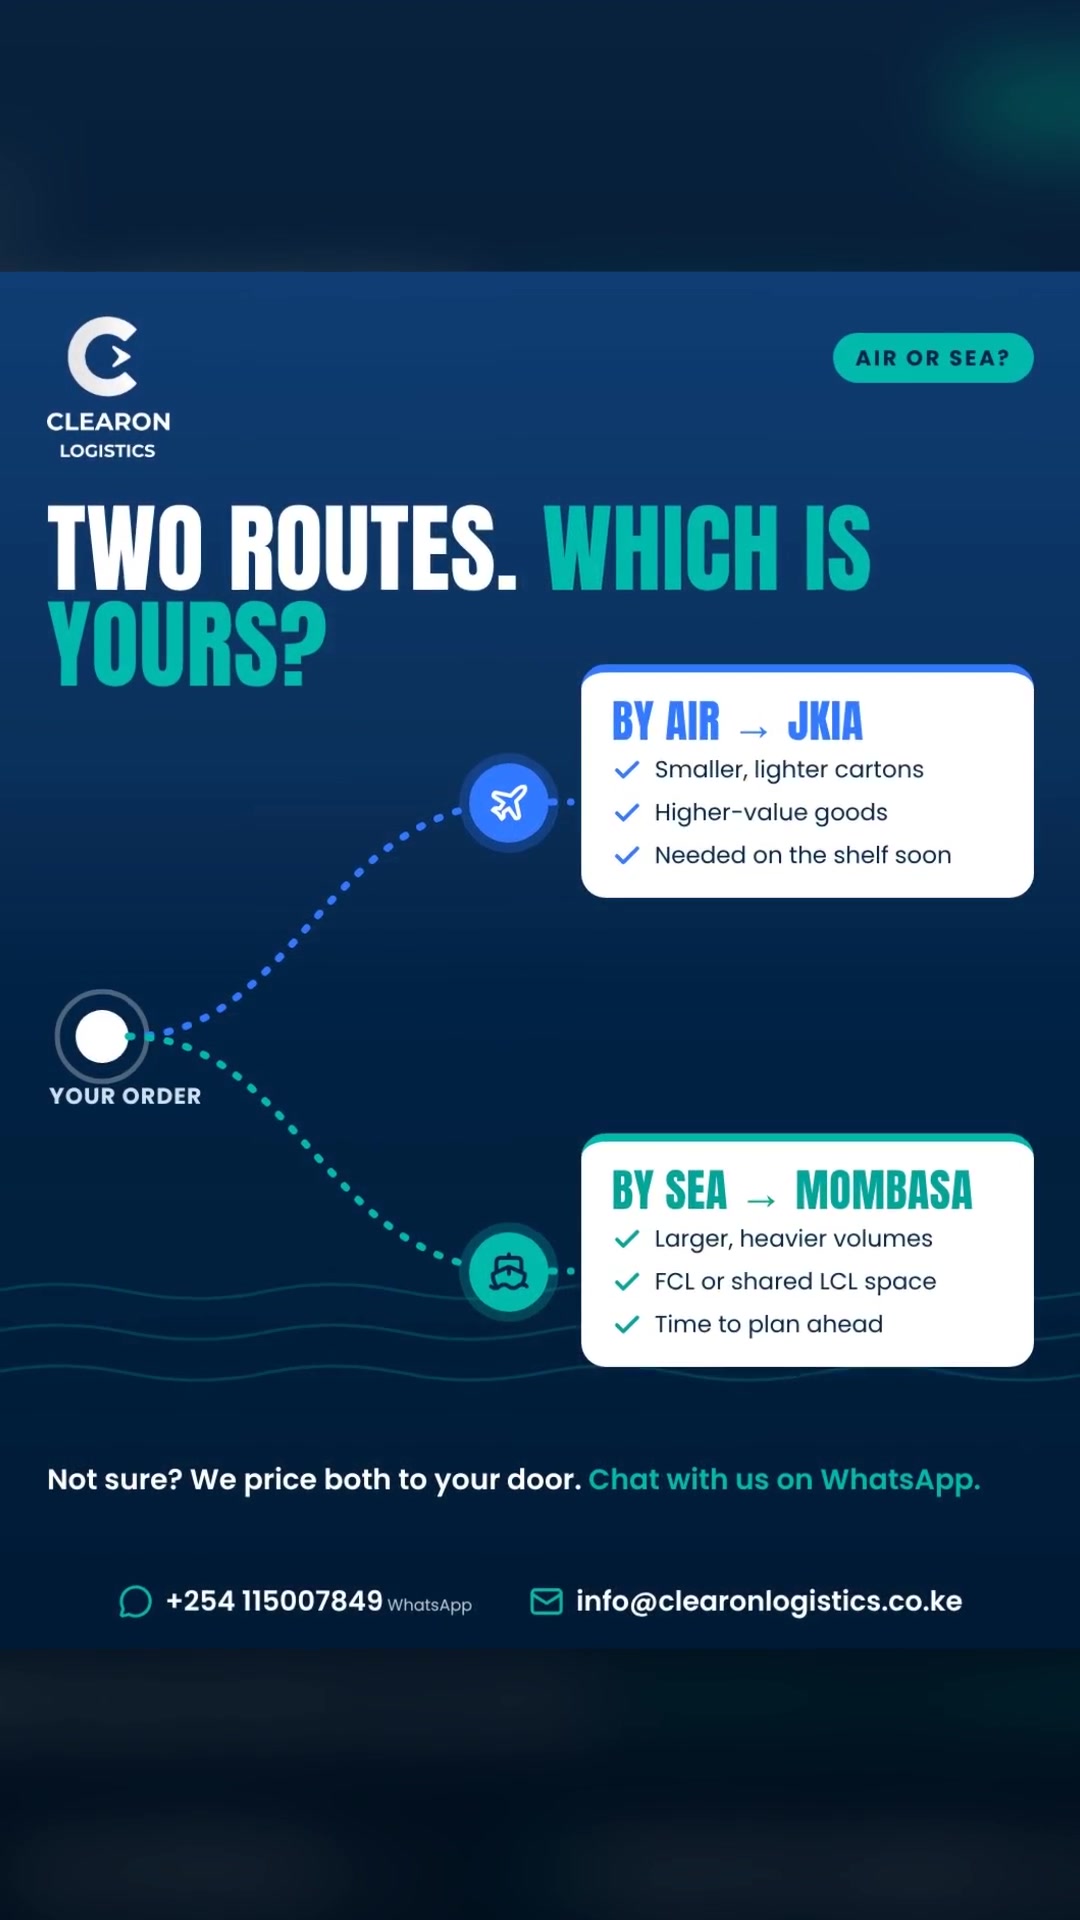 CLEARON
LOGISTICS
AIR OR SEA?
TWO ROUTES. WHICH IS
YOURS?
BY AIR → JKIA
Smaller, lighter cartons
Higher-value goods
Needed on the shelf soon
YOUR ORDER
BY SEA → MOMBASA
Larger, heavier volumes
FCL or shared LCL space
Time to plan ahead
Not sure? We price both to your door. Chat with us on WhatsApp.
+254 115007849 WhatsApp
info@clearonlogistics.co.ke